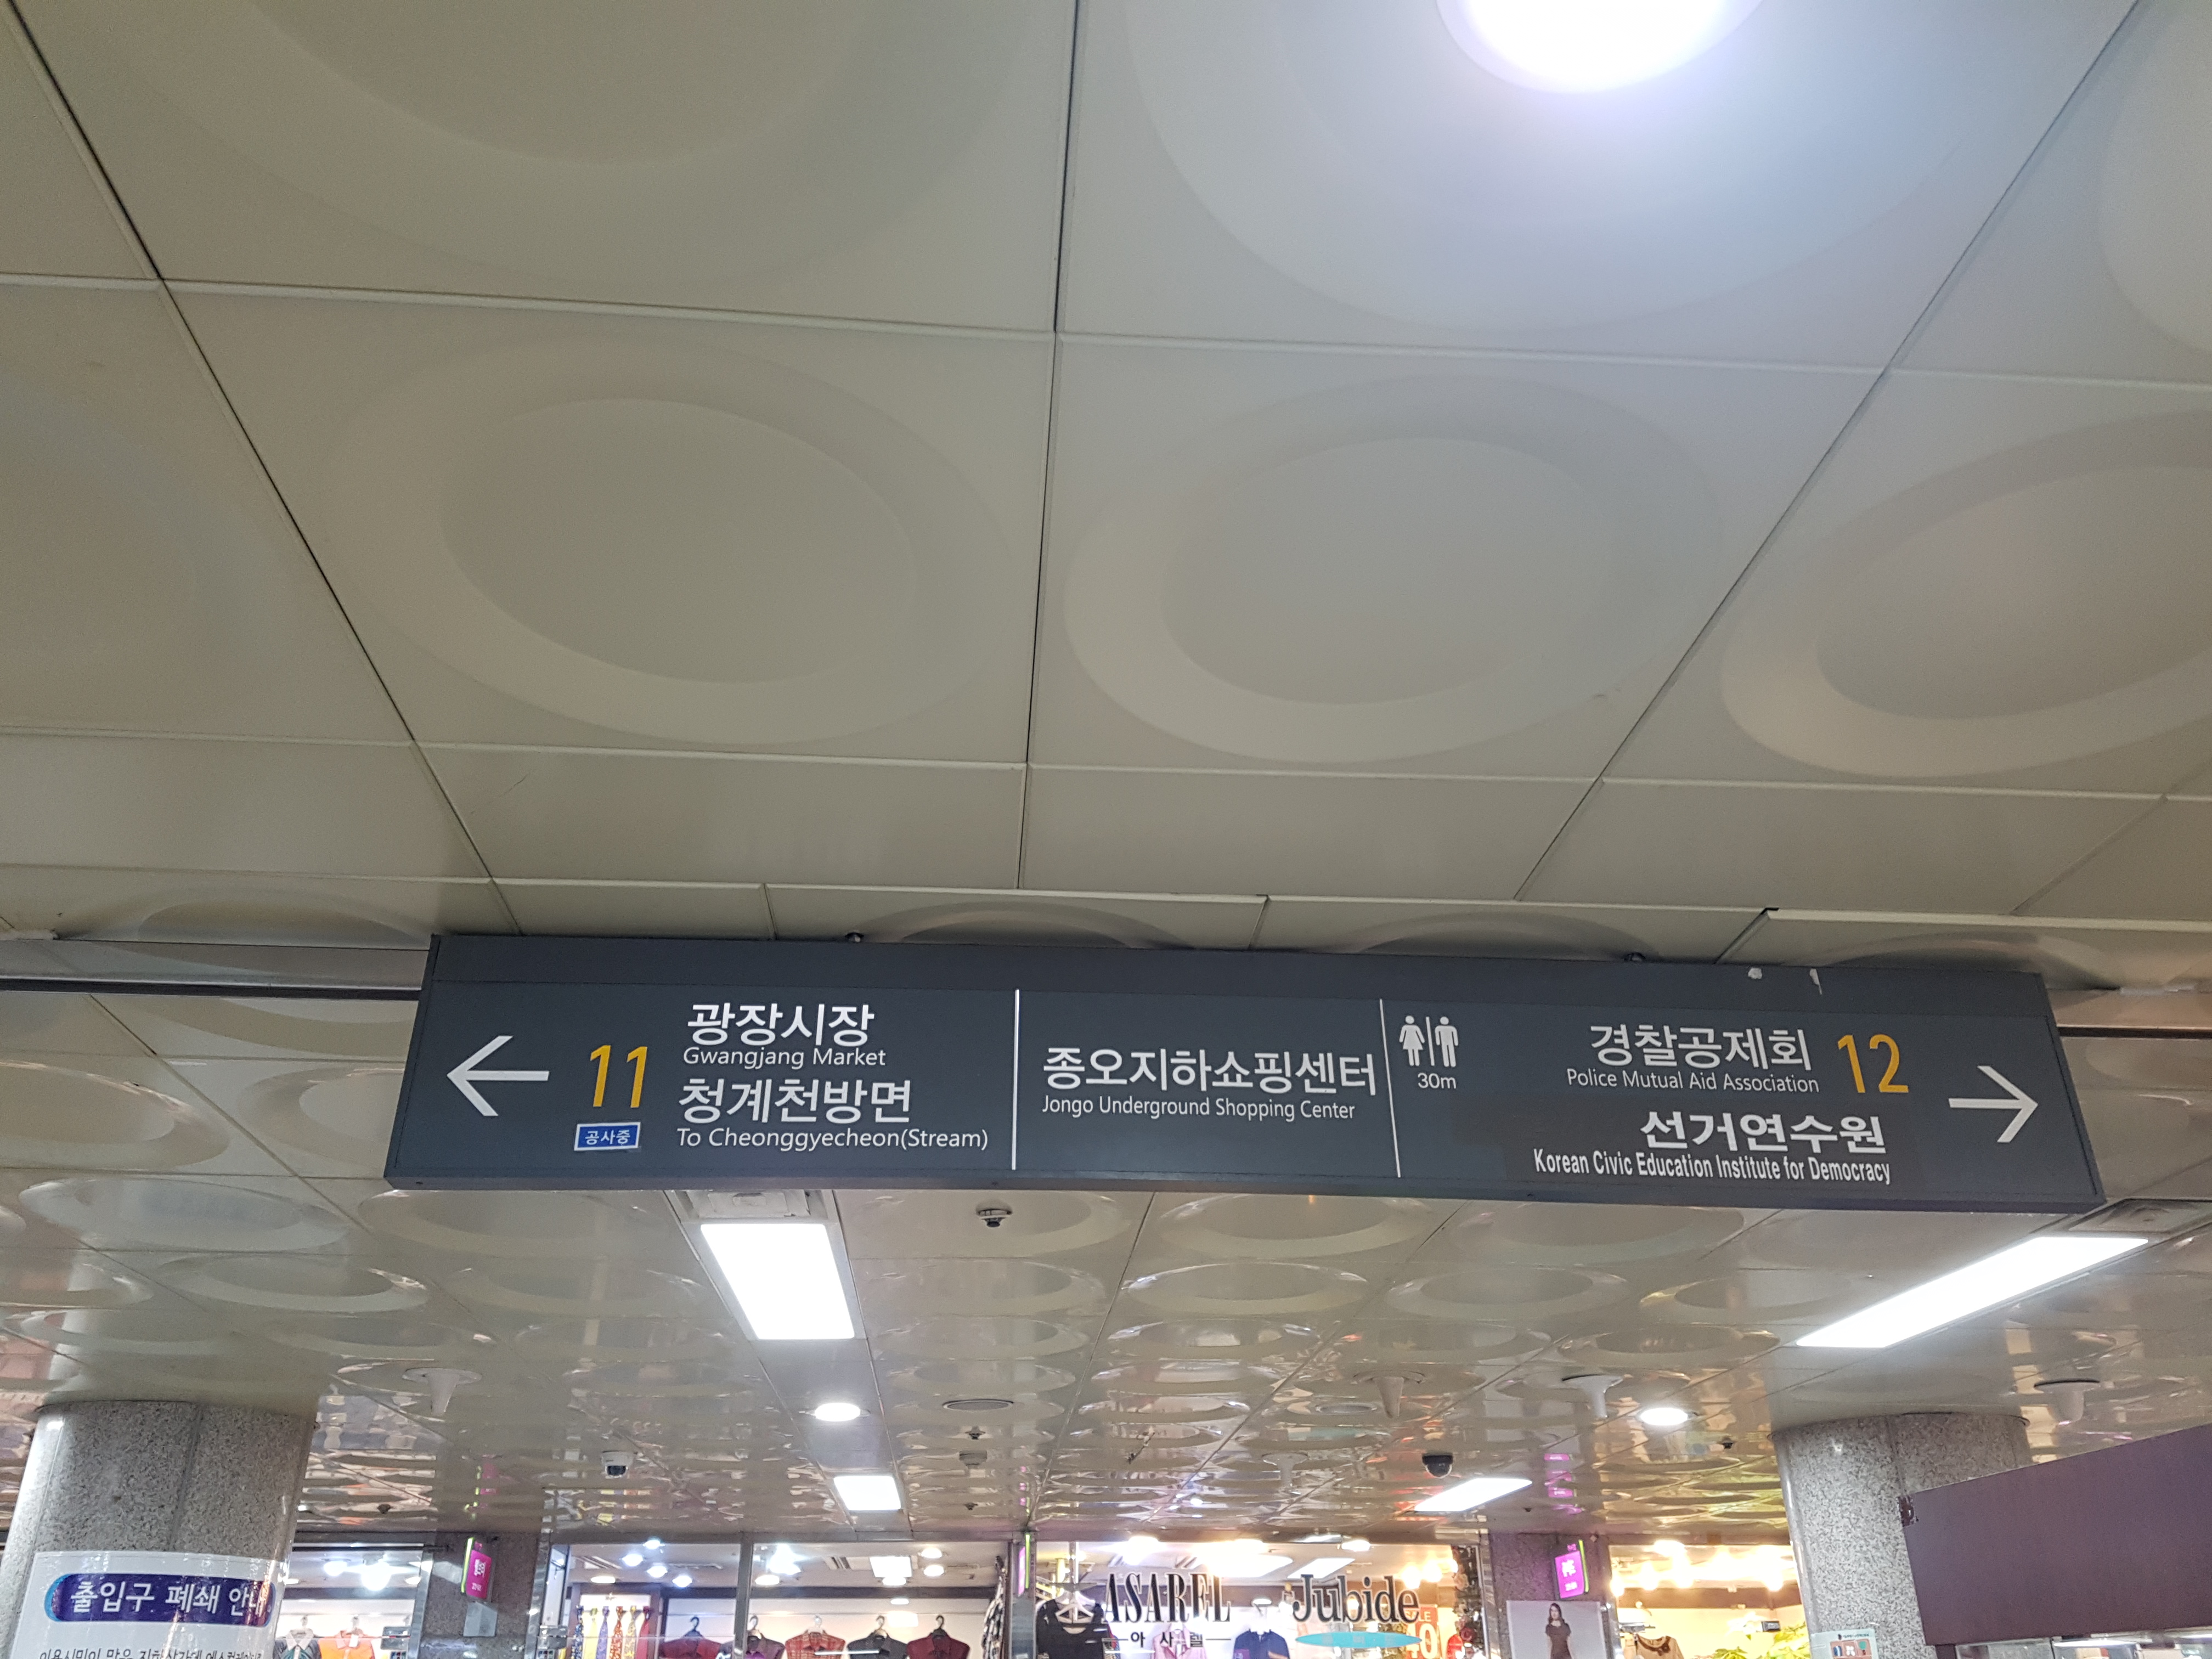 11
공사중
광장시장
Gwangjang Market
청계천방면
To Cheonggyecheon(Stream)
종오지하쇼핑센터
Jongo Underground Shopping Center
30m
경찰공제회
Police Mutual Aid Association
12
선거연수원
Korean Civic Education Institute for Democracy
출입구 폐쇄 안내
ASAREL
아사렐
Jubide